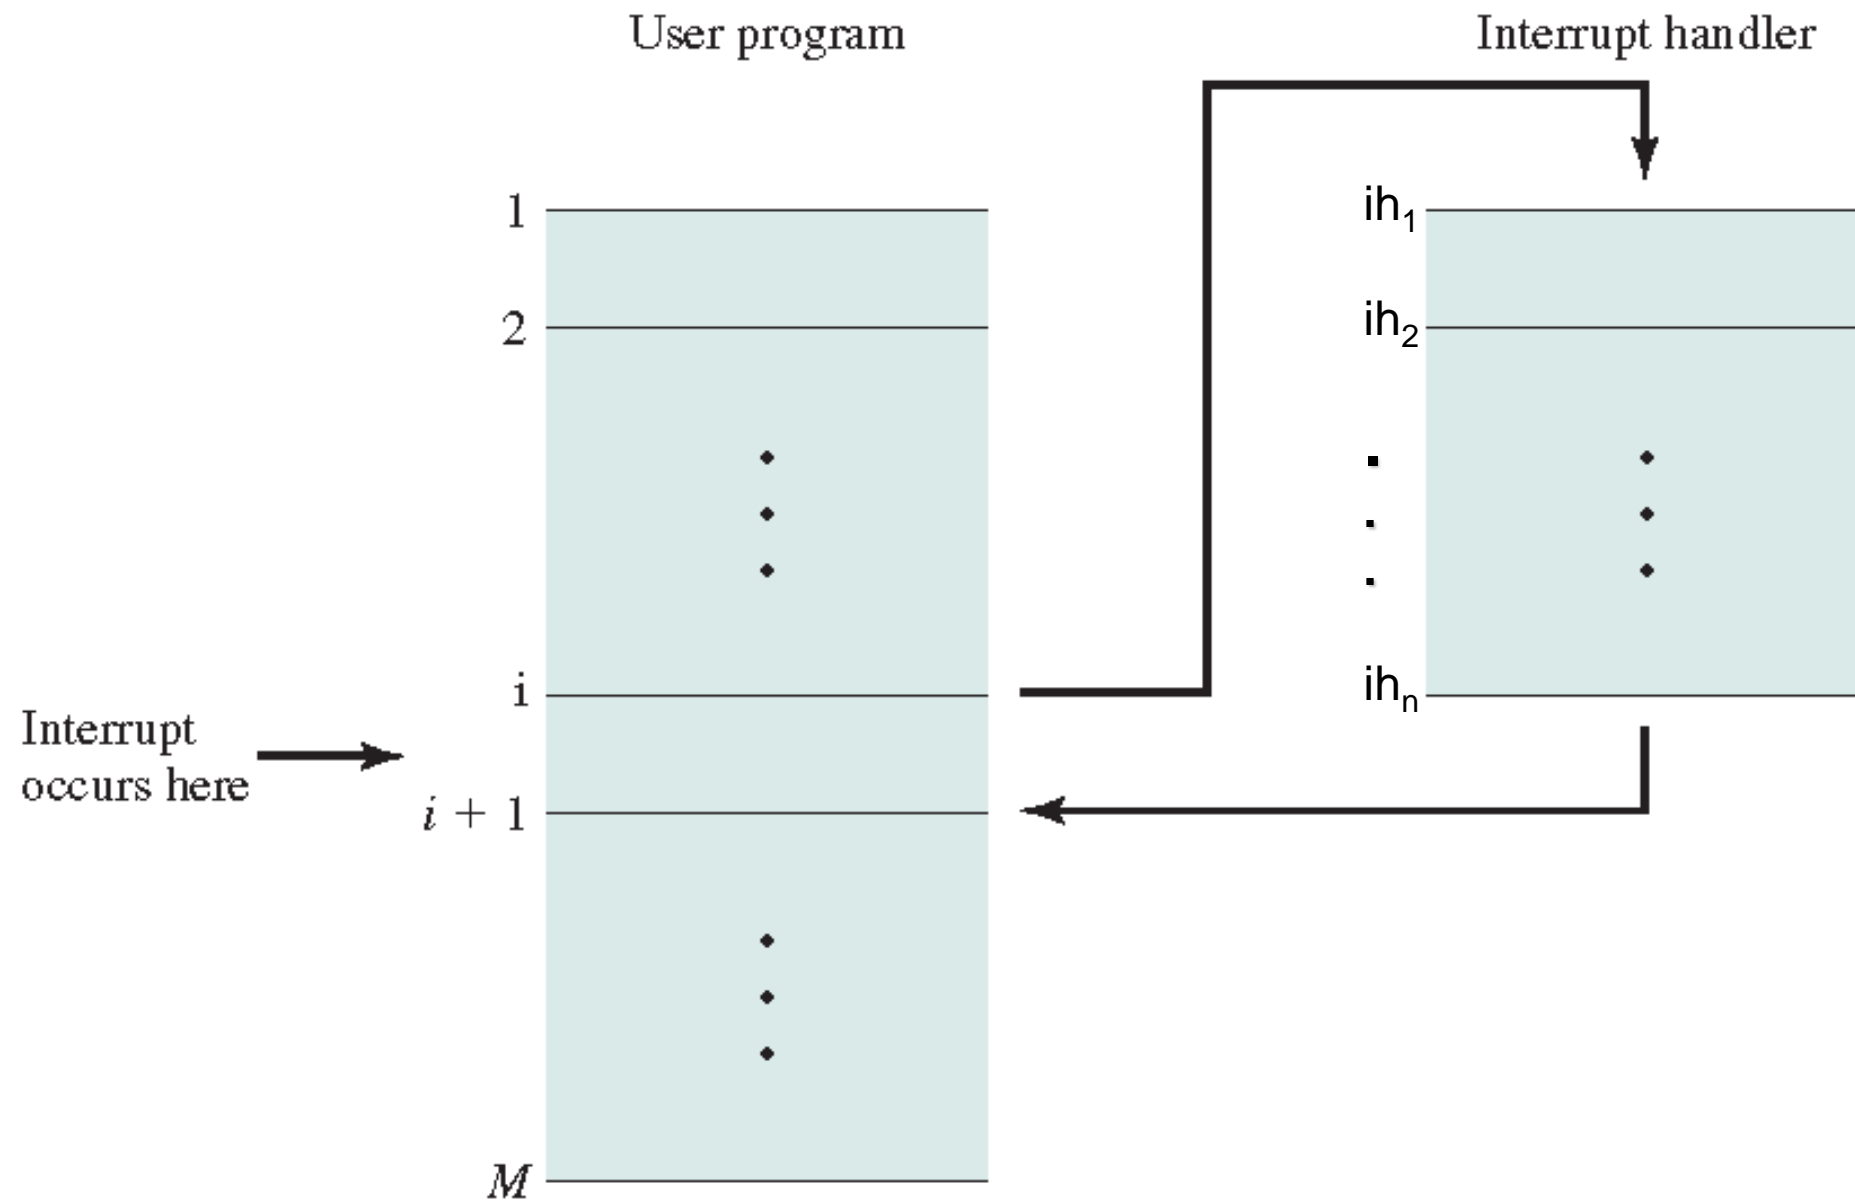 User program
Interrupt handler
1
ih₁
2
ih₂
i
ihₙ
Interrupt
occurs here
i + 1
M